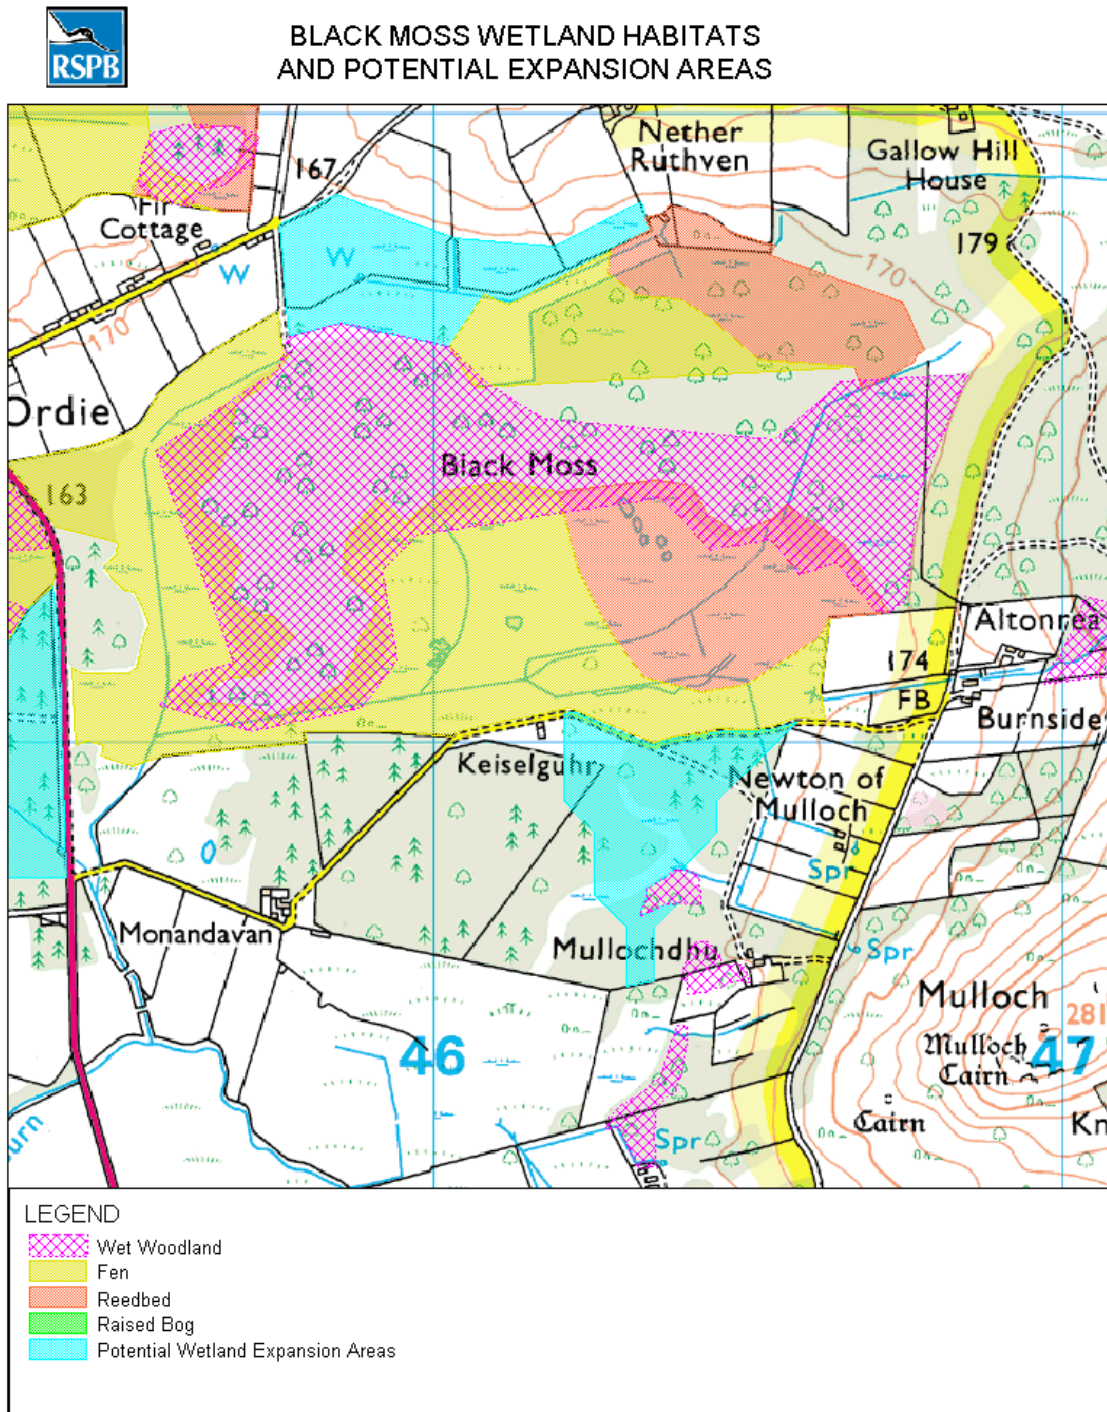 RSPB
BLACK MOSS WETLAND HABITATS
AND POTENTIAL EXPANSION AREAS
Nether
Ruthven
Gallow Hill
House
167
Fir
Cottage
W
W
179
170
170
Ordie
Black Moss
163
Altonrea
174
FB
Burnside
Keiselguhr
Newton of
Mulloch
Spr
Monandavan
Mullochdhu
Spr
Mulloch
281
46
Mulloch
Cairn
47
Cairn
Kn
urn
Spr
LEGEND
Wet Woodland
Fen
Reedbed
Raised Bog
Potential Wetland Expansion Areas